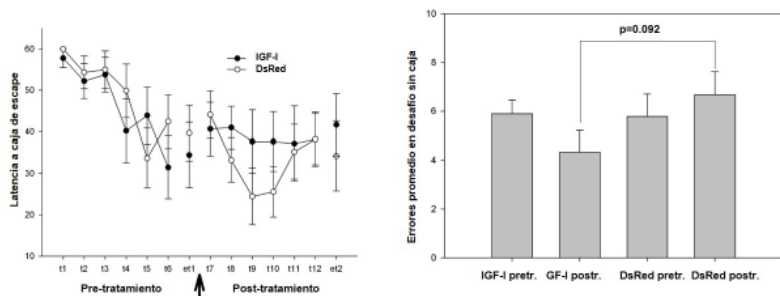 Latencia a caja de escape
60
50
40
30
20
10
IGF-I
DsRed
t1 t2 t3 t4 t5 t6 et1 t7 t8 t9 t10 t11 t12 et2
Pre-tratamiento Post-tratamiento
Errores promedio en desafío sin caja
10
8
6
4
2
0
p=0.092
IGF-I pretr. GF-I postr. DsRed pretr. DsRed postr.